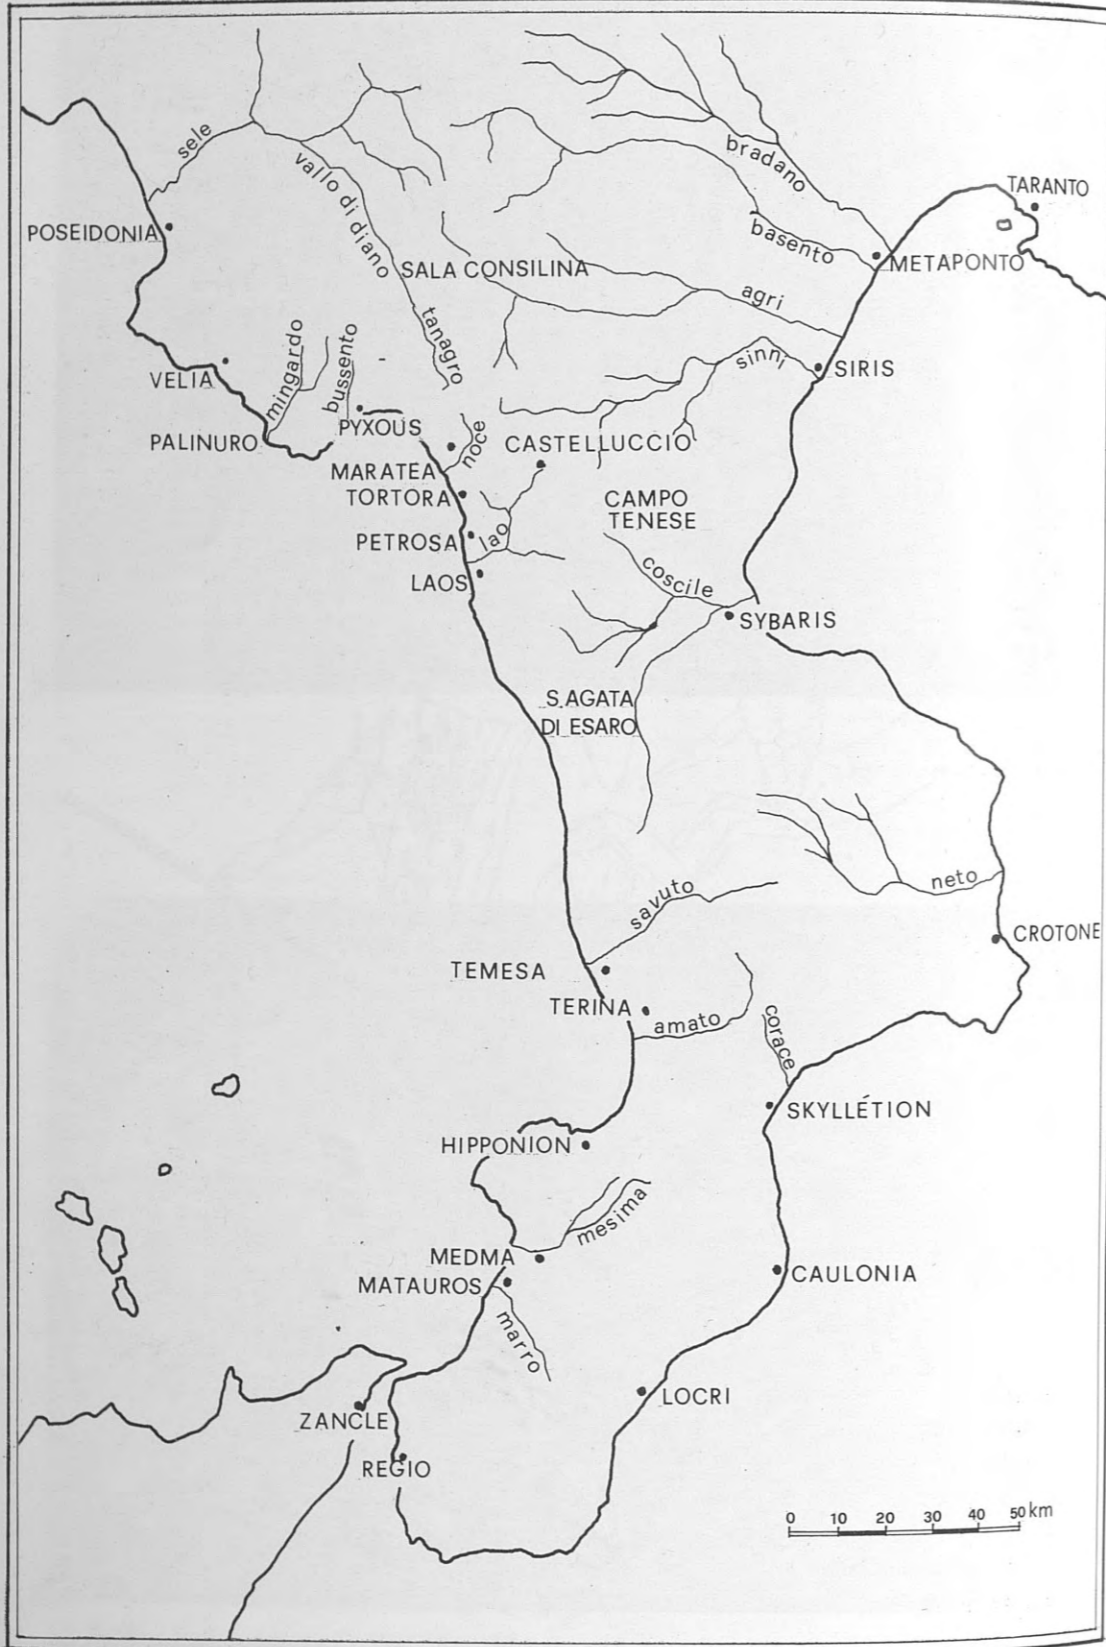 sele
bradano
TARANTO
POSEIDONIA
vallo di diano
basento
METAPONTO
SALA CONSILINA
agri
tanagro
mingardo
bussento
sinni
SIRIS
VELIA
PYXOUS
PALINURO
noce
CASTELLUCCIO
MARATEA
TORTORA
CAMPO
TENESE
PETROSA
lao
LAOS
coscile
SYBARIS
S.AGATA
DI ESARO
neto
savuto
CROTONE
TEMESA
TERINA
amato
corace
SKYLLÉTION
HIPPONION
mesima
MEDMA
MATAUROS
CAULONIA
marro
LOCRI
ZANCLE
REGIO
0 10 20 30 40 50 km